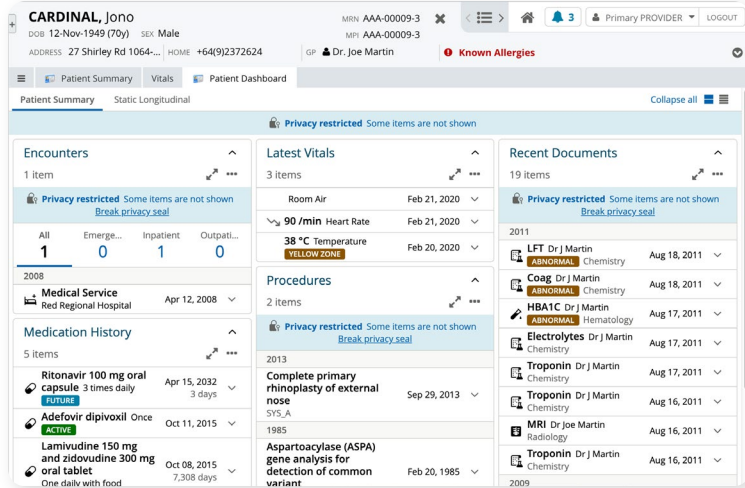 CARDINAL, Jono
DOB 12-Nov-1949 (70y) SEX Male
MRN AAA-00009-3
MPI AAA-00009-3
3
Primary PROVIDER
LOGOUT
ADDRESS 27 Shirley Rd 1064-... HOME +64(9)2372624
GP Dr. Joe Martin
Known Allergies
Patient Summary Vitals Patient Dashboard
Patient Summary Static Longitudinal
Collapse all
Privacy restricted Some items are not shown
Encounters
1 item
Privacy restricted Some items are not shown
Break privacy seal
All Emerge... Inpatient Outpati...
1 0 1 0
2008
Medical Service
Red Regional Hospital
Apr 12, 2008
Medication History
5 items
Ritonavir 100 mg oral
capsule 3 times daily
FUTURE
Apr 15, 2032
3 days
Adefovir dipivoxil Once
ACTIVE
Oct 11, 2015
Lamivudine 150 mg
and zidovudine 300 mg
oral tablet
One daily with food
Oct 08, 2015
7,308 days
Latest Vitals
3 items
Room Air Feb 21, 2020
90 /min Heart Rate Feb 21, 2020
38 °C Temperature
YELLOW ZONE
Feb 20, 2020
Procedures
2 items
Privacy restricted Some items are not shown
Break privacy seal
2013
Complete primary
rhinoplasty of external
nose
SYS_A
Sep 29, 2013
1985
Aspartoacylase (ASPA)
gene analysis for
detection of common
variant
Feb 20, 1985
Recent Documents
19 items
Privacy restricted Some items are not shown
Break privacy seal
2011
LFT Dr J Martin
ABNORMAL Chemistry
Aug 18, 2011
Coag Dr J Martin
ABNORMAL Chemistry
Aug 18, 2011
HBA1C Dr J Martin
ABNORMAL Hematology
Aug 17, 2011
Electrolytes Dr J Martin
Chemistry
Aug 17, 2011
Troponin Dr J Martin
Chemistry
Aug 17, 2011
Troponin Dr J Martin
Chemistry
Aug 16, 2011
MRI Dr Joe Martin
Radiology
Aug 16, 2011
Troponin Dr J Martin
Chemistry
Aug 16, 2011
2009